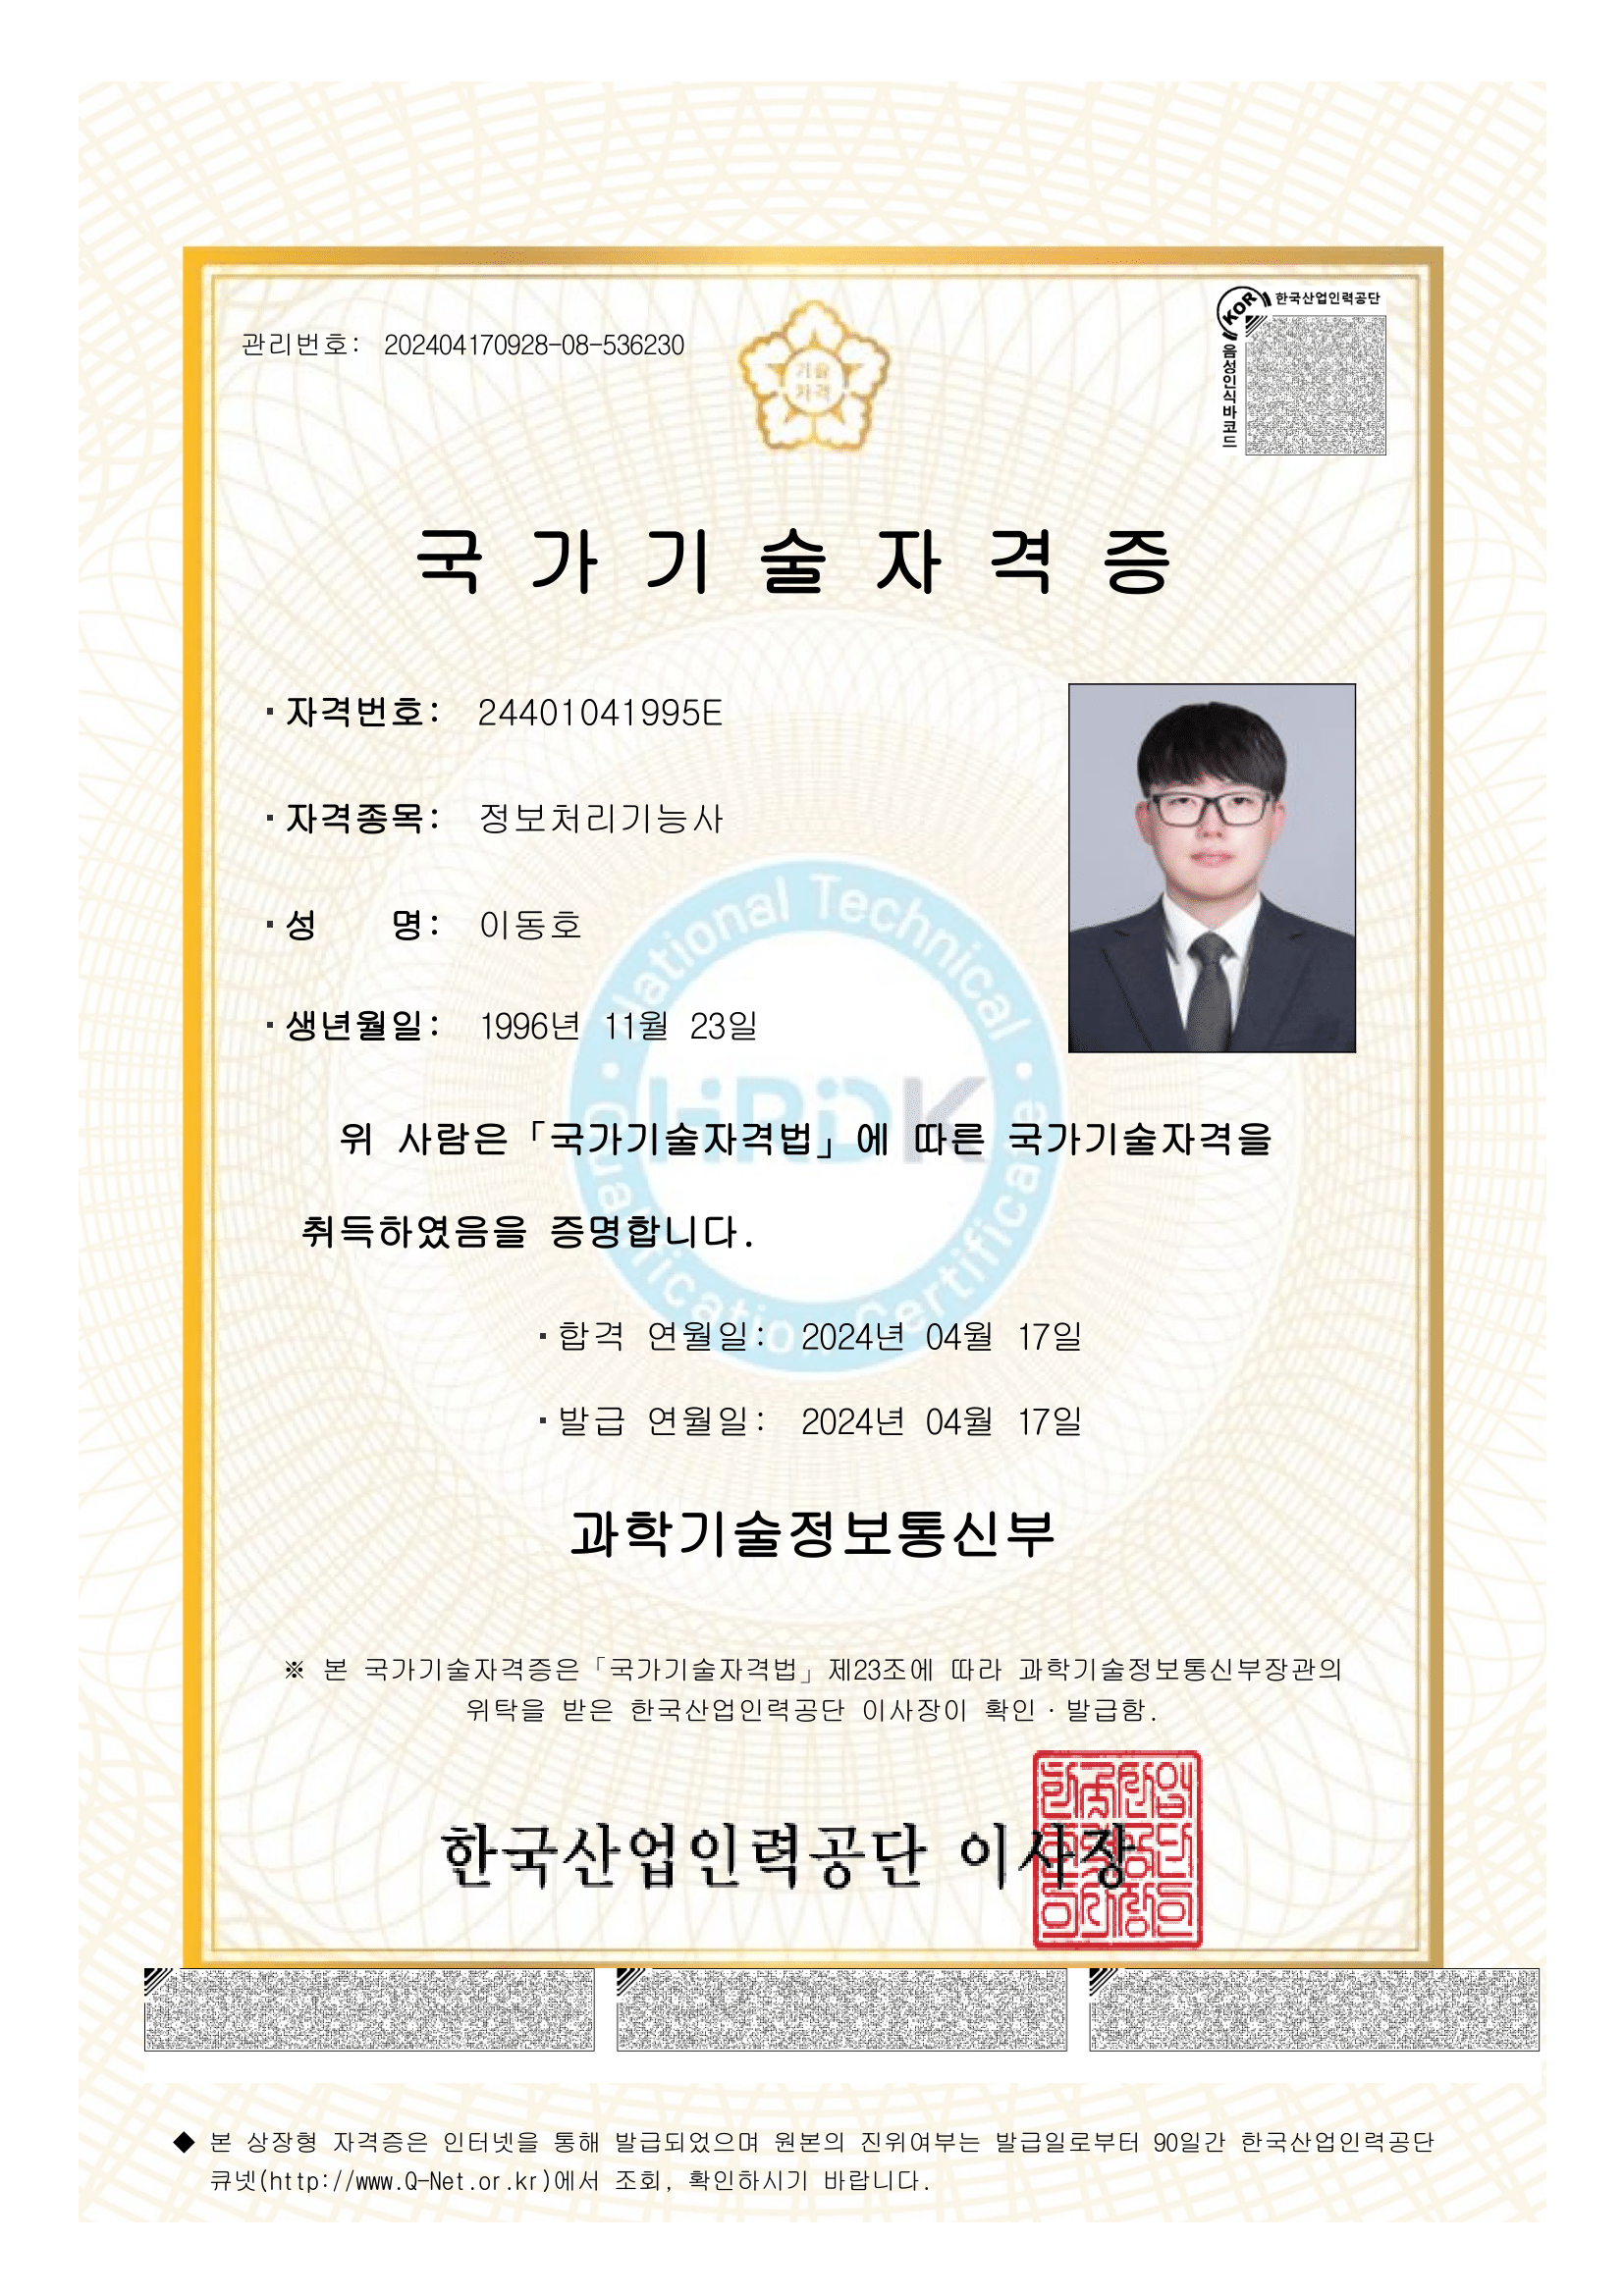 관리번호: 202404170928-08-536230
기술
자격
KOR 한국산업인력공단
음성인식바코드
국가기술자격증
· 자격번호: 24401041995E
· 자격종목: 정보처리기능사
· 성 명: 이동호
· 생년월일: 1996년 11월 23일
National Technical
HRDK
Qualification Certificate
위 사람은「국가기술자격법」에 따른 국가기술자격을
취득하였음을 증명합니다.
· 합격 연월일: 2024년 04월 17일
· 발급 연월일: 2024년 04월 17일
과학기술정보통신부
※ 본 국가기술자격증은「국가기술자격법」제23조에 따라 과학기술정보통신부장관의
위탁을 받은 한국산업인력공단 이사장이 확인·발급함.
한국산업인력공단 이사장
◆ 본 상장형 자격증은 인터넷을 통해 발급되었으며 원본의 진위여부는 발급일로부터 90일간 한국산업인력공단
큐넷(http://www.Q-Net.or.kr)에서 조회, 확인하시기 바랍니다.